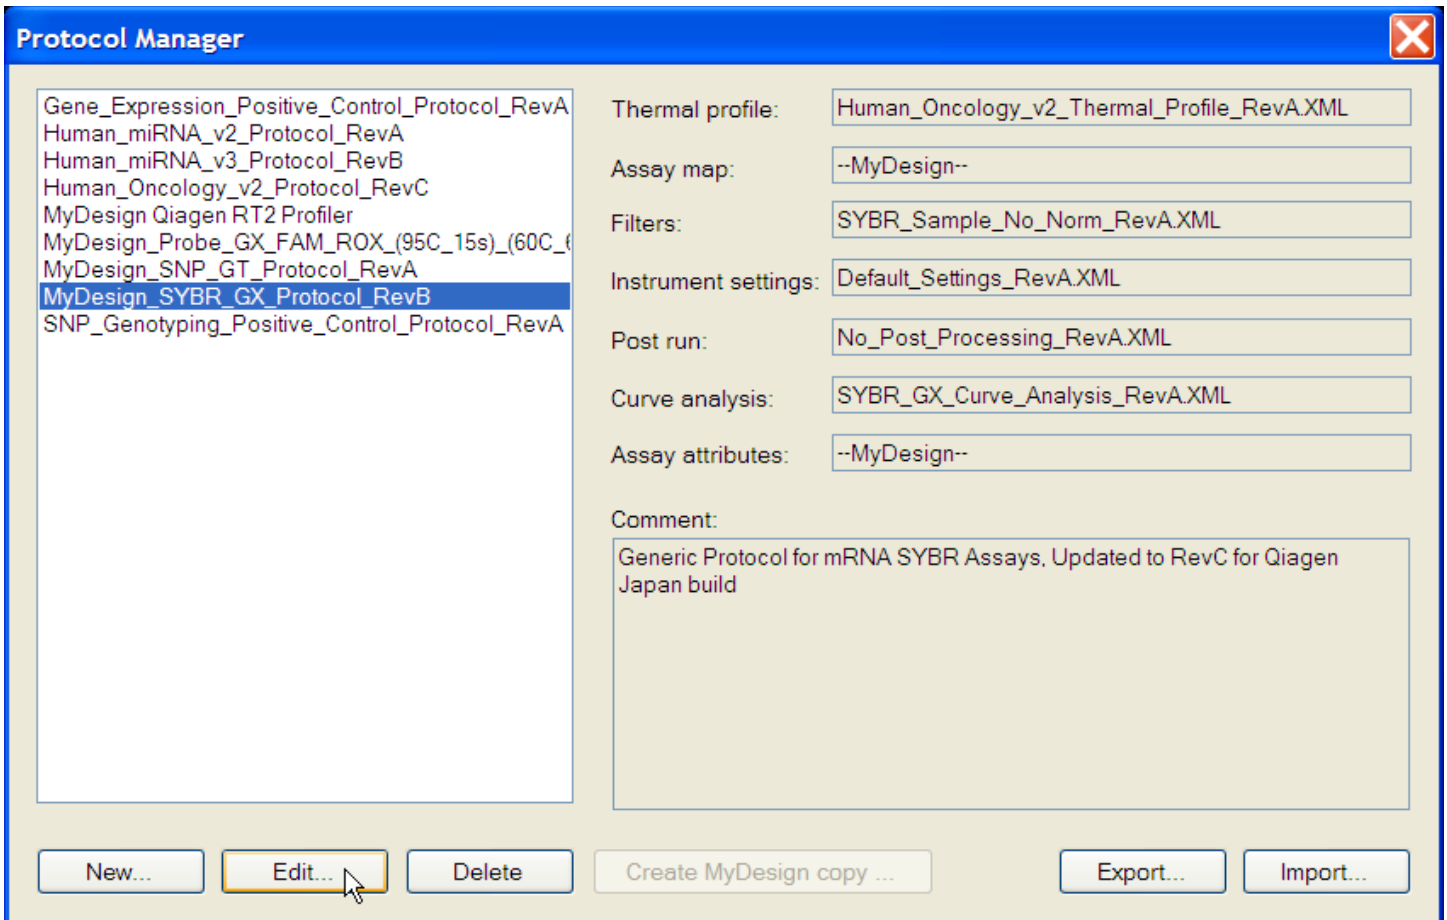 Protocol Manager
Gene_Expression_Positive_Control_Protocol_RevA
Human_miRNA_v2_Protocol_RevA
Human_miRNA_v3_Protocol_RevB
Human_Oncology_v2_Protocol_RevC
MyDesign Qiagen RT2 Profiler
MyDesign_Probe_GX_FAM_ROX_(95C_15s)_(60C_
MyDesign_SNP_GT_Protocol_RevA
MyDesign_SYBR_GX_Protocol_RevB
SNP_Genotyping_Positive_Control_Protocol_RevA
Thermal profile: Human_Oncology_v2_Thermal_Profile_RevA.XML
Assay map: --MyDesign--
Filters: SYBR_Sample_No_Norm_RevA.XML
Instrument settings: Default_Settings_RevA.XML
Post run: No_Post_Processing_RevA.XML
Curve analysis: SYBR_GX_Curve_Analysis_RevA.XML
Assay attributes: --MyDesign--
Comment:
Generic Protocol for mRNA SYBR Assays, Updated to RevC for Qiagen
Japan build
New... Edit... Delete Create MyDesign copy ... Export... Import...